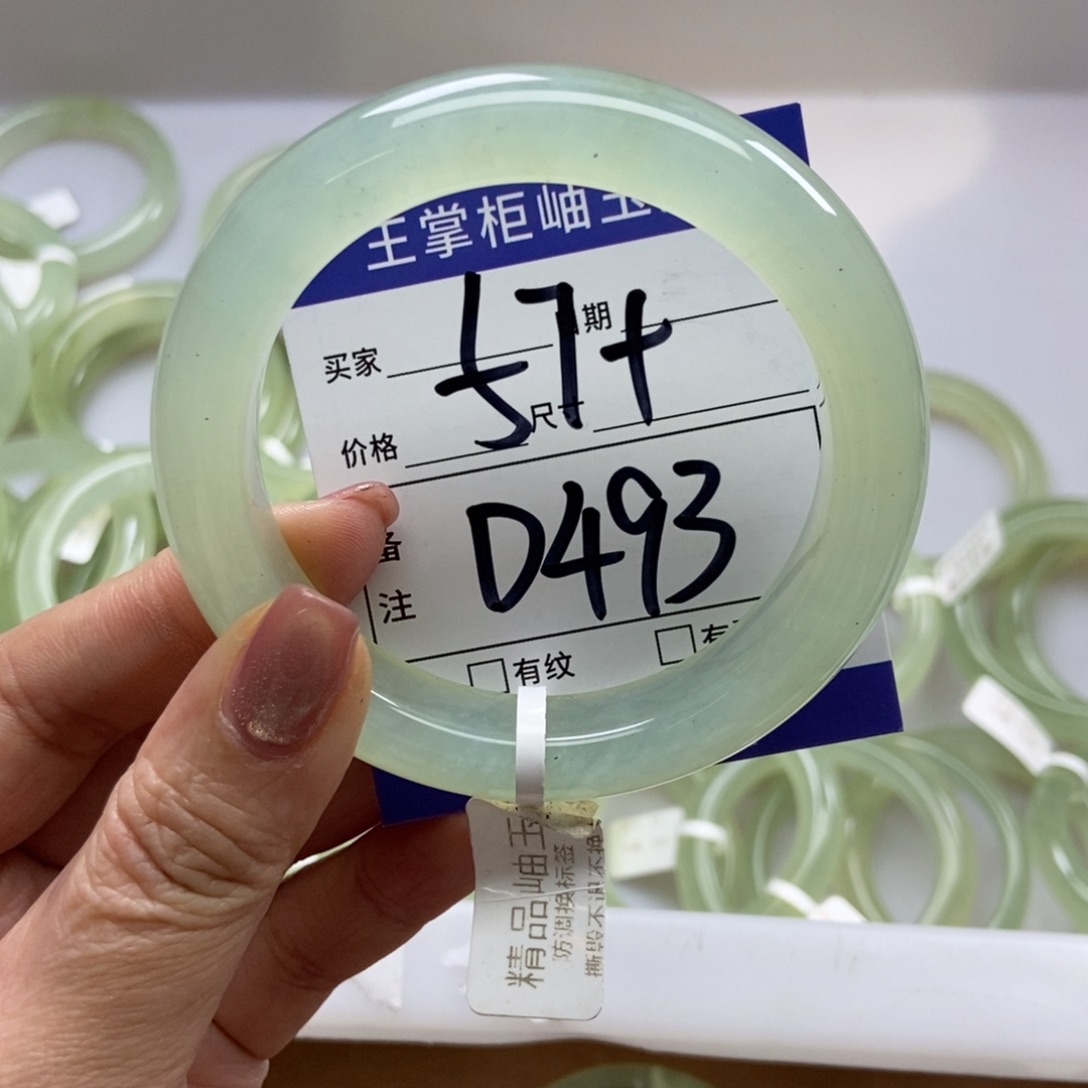 王掌柜岫玉
57+
买家
期
价格
尺寸
D493
备注
有纹
有
精品岫玉
防调换标签
撕毁不退不换